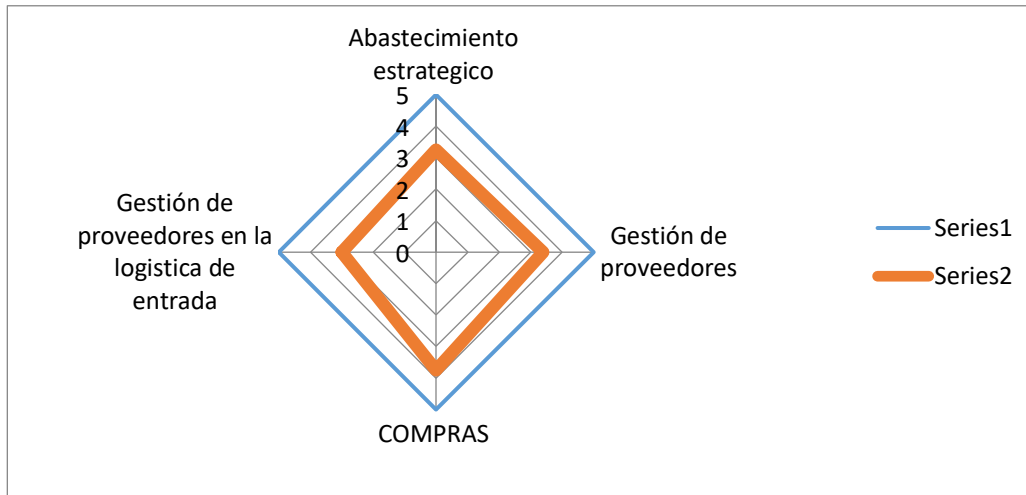 Abastecimiento
estrategico
5
4
3
2
1
0
Gestión de
proveedores en la
logistica de
entrada
Gestión de
proveedores
COMPRAS
Series1
Series2